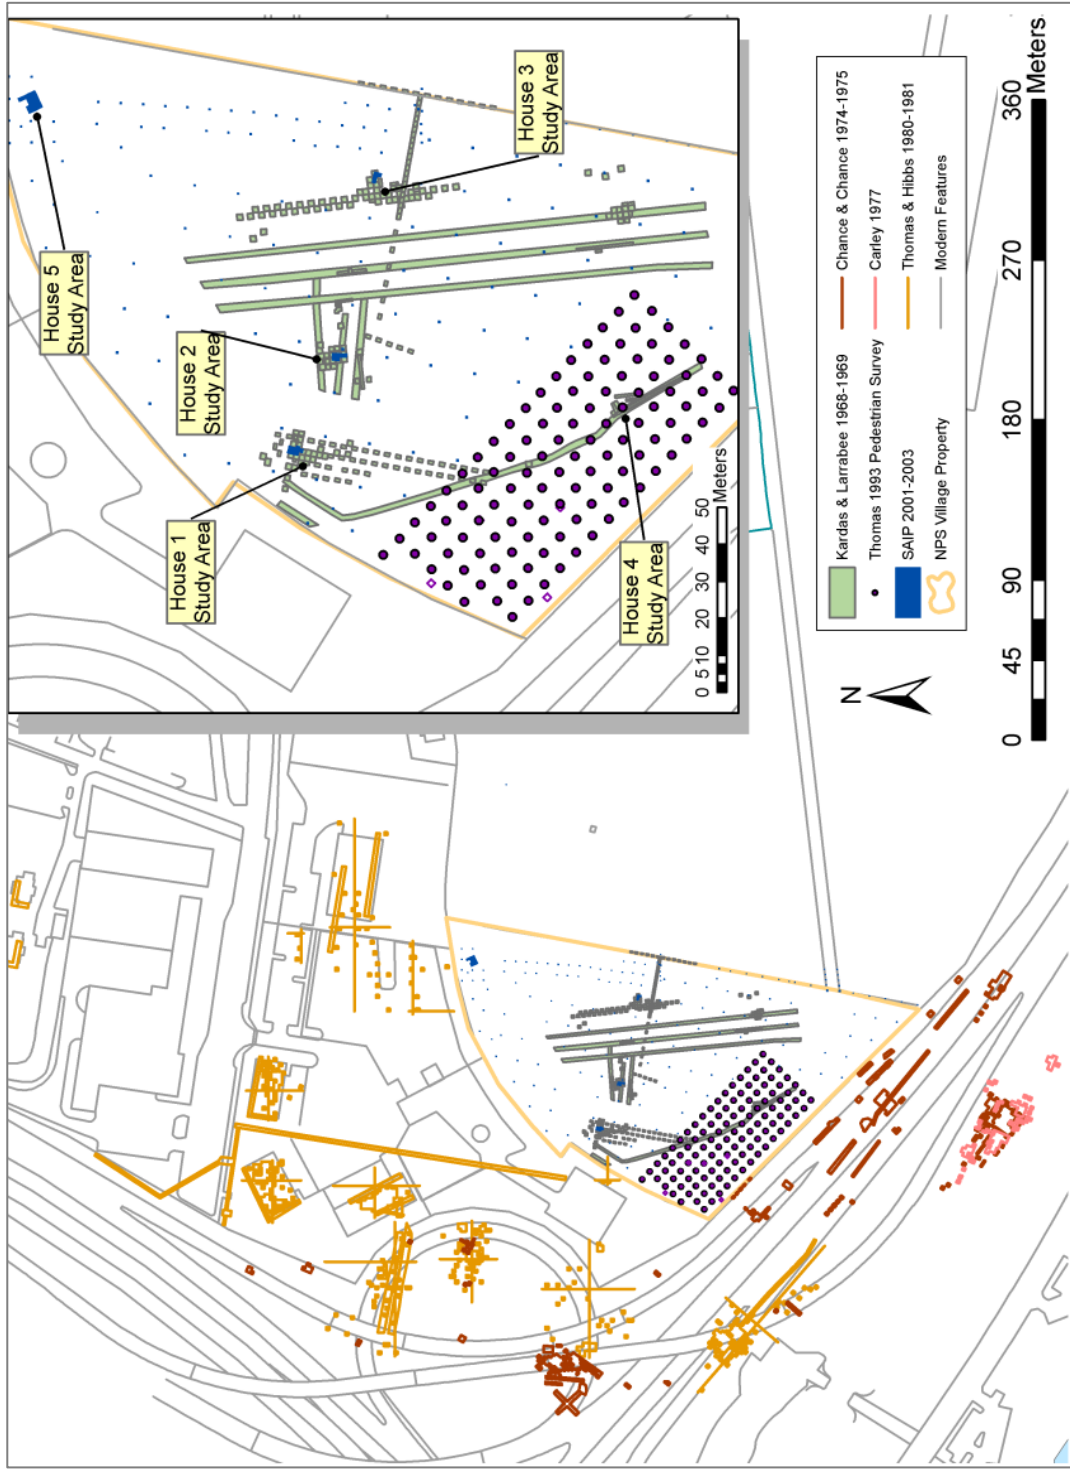 House 5
Study Area
House 2
Study Area
House 3
Study Area
House 1
Study Area
House 4
Study Area
0 5 10 20 30 40 50
Meters
Kardas & Larrabee 1968-1969
Thomas 1993 Pedestrian Survey
SAIP 2001-2003
NPS Village Property
Chance & Chance 1974-1975
Carley 1977
Thomas & Hibbs 1980-1981
Modern Features
N
0 45 90 180 270 360
Meters